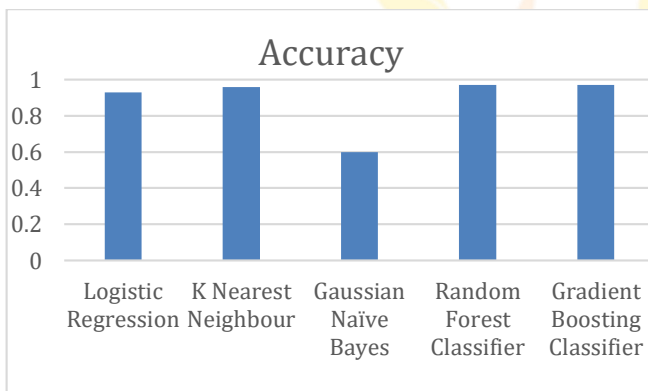 Accuracy
1
0.8
0.6
0.4
0.2
0
Logistic
Regression
K Nearest
Neighbour
Gaussian
Naïve
Bayes
Random
Forest
Classifier
Gradient
Boosting
Classifier